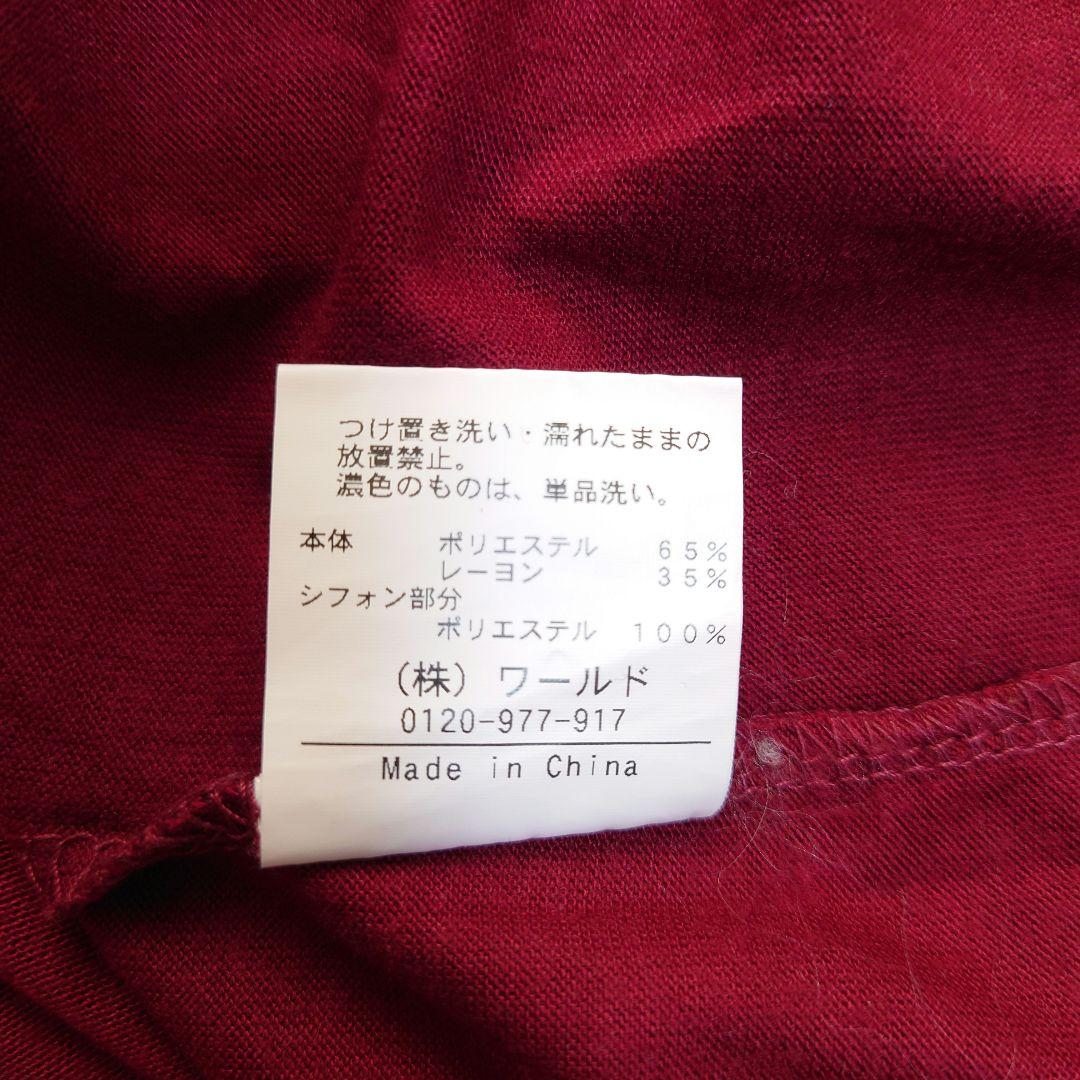 つけ置き洗い・濡れたままの
放置禁止。
濃色のものは、単品洗い。
本体 ポリエステル 65%
レーヨン 35%
シフォン部分
ポリエステル 100%
(株) ワールド
0120-977-917
Made in China